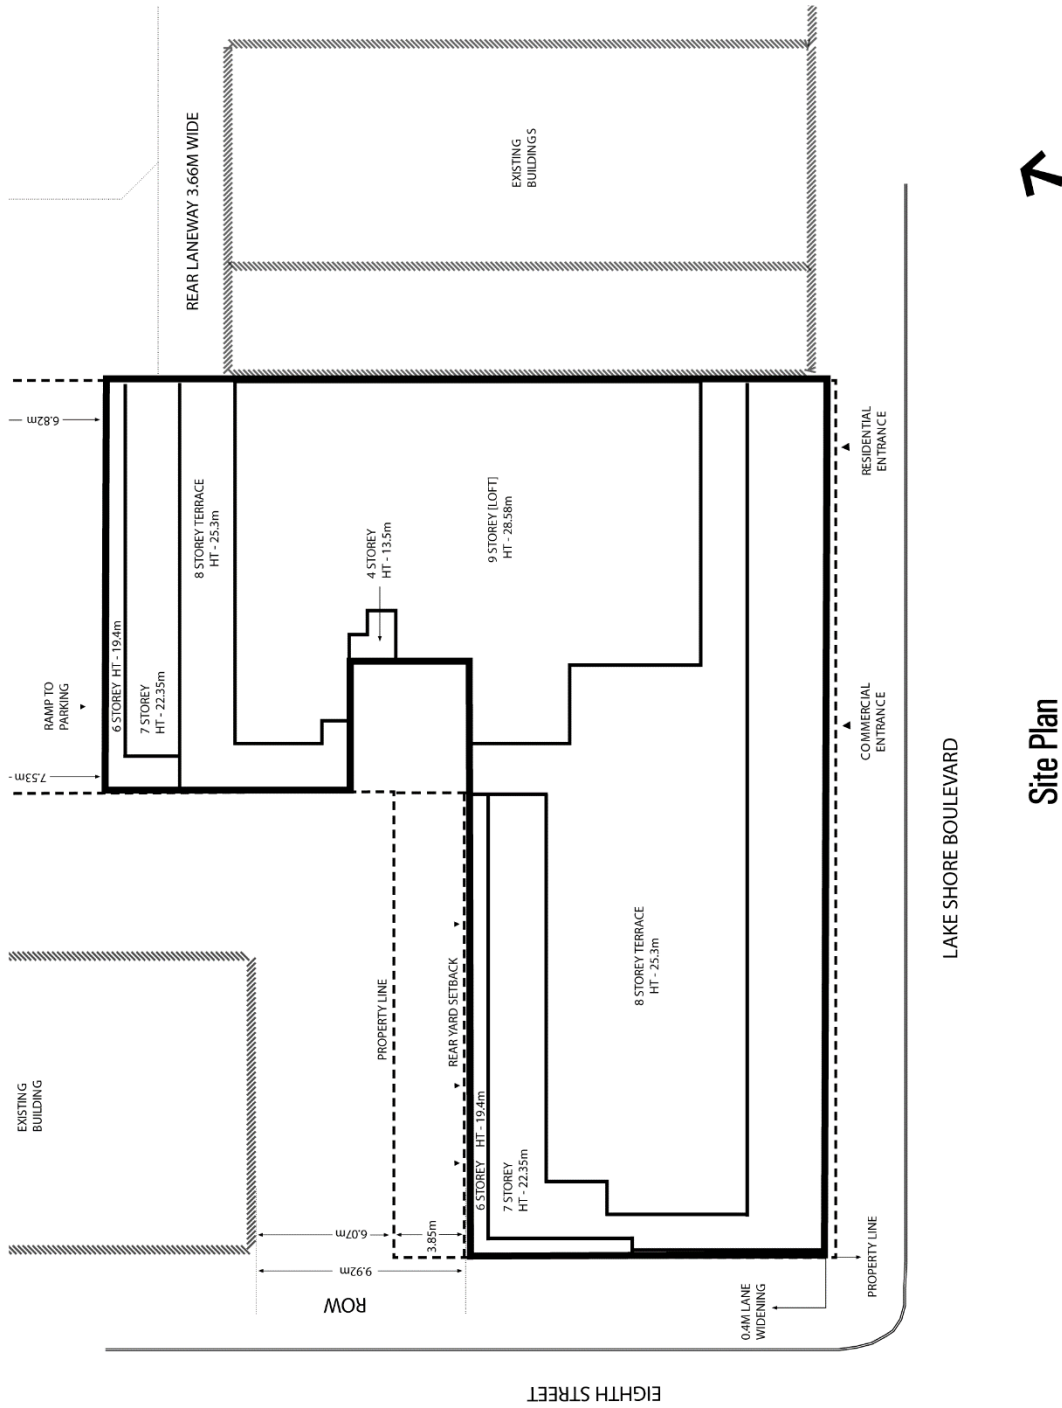 REAR LANEWAY 3.66M WIDE
EXISTING
BUILDINGS
6.82m
7.53m
RAMP TO
PARKING
6 STOREY HT - 19.4m
7 STOREY
HT - 22.35m
8 STOREY TERRACE
HT - 25.3m
4 STOREY
HT - 13.5m
9 STOREY [LOFT]
HT - 28.58m
RESIDENTIAL
ENTRANCE
COMMERCIAL
ENTRANCE
LAKE SHORE BOULEVARD
Site Plan
EXISTING
BUILDING
PROPERTY LINE
REAR YARD SETBACK
6 STOREY HT - 19.4m
7 STOREY
HT - 22.35m
8 STOREY TERRACE
HT - 25.3m
6.07m
3.85m
9.92m
ROW
0.4M LANE
WIDENING
PROPERTY LINE
EIGHTH STREET